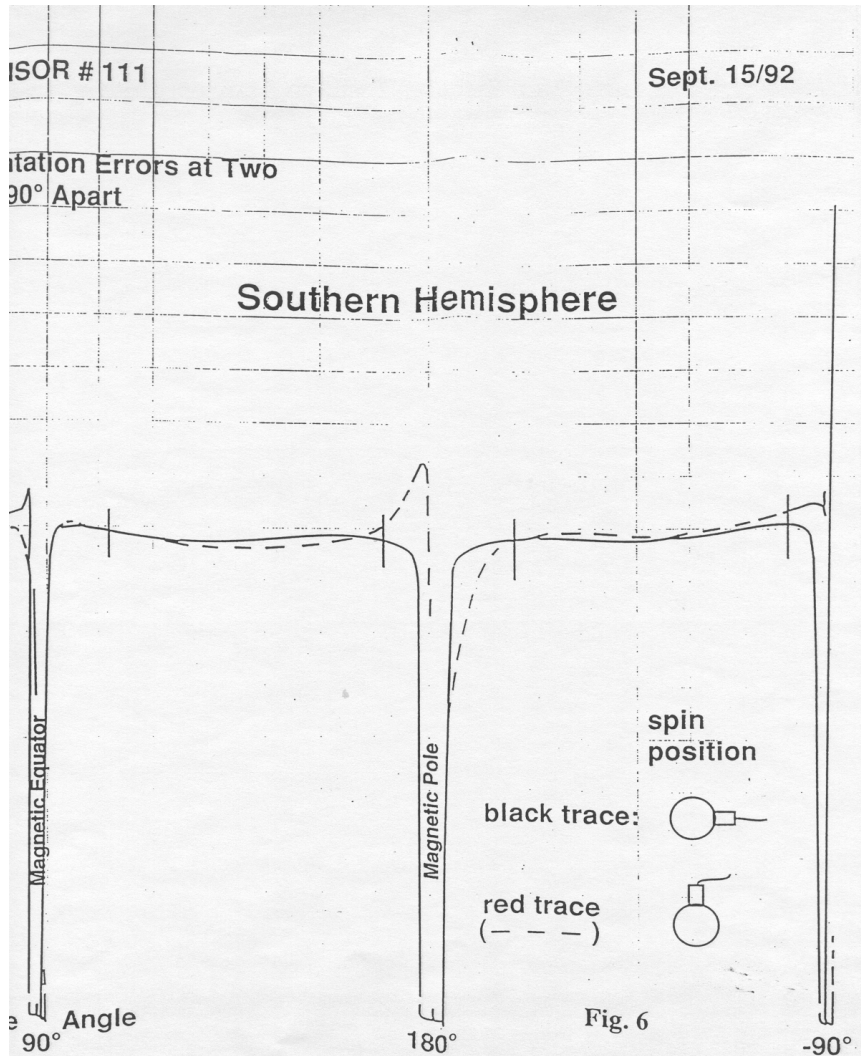 ISOR # 111
Sept. 15/92
ntation Errors at Two
90° Apart
Southern Hemisphere
Magnetic Equator
Magnetic Pole
spin
position
black trace:
red trace
(– – –)
e Angle
Fig. 6
90°
180°
-90°